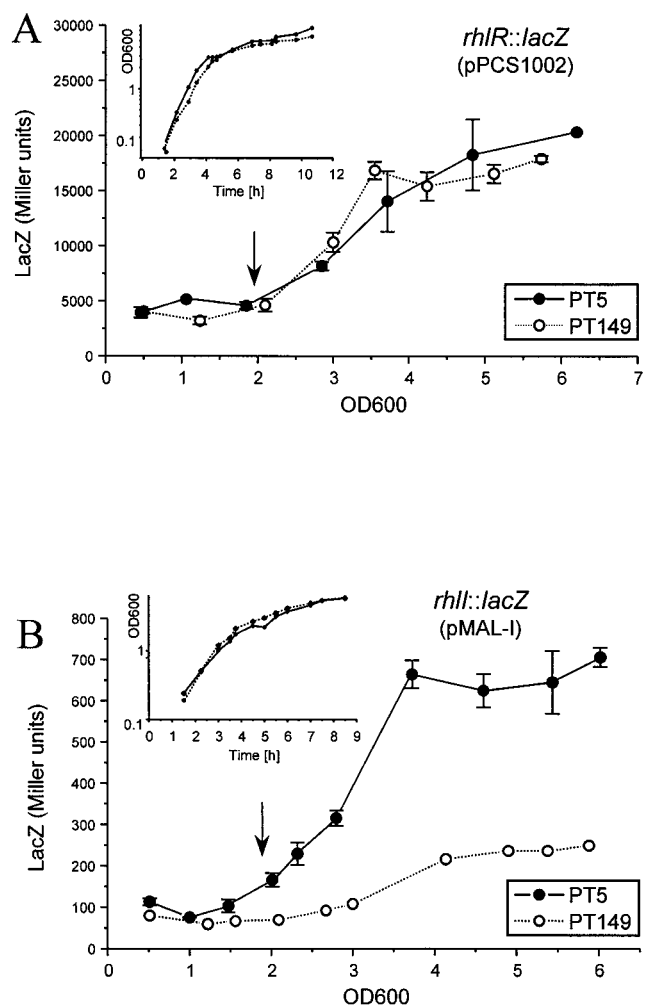 A
rhlR::lacZ
(pPCS1002)
LacZ (Miller units)
30000
25000
20000
15000
10000
5000
0
0 1 2 3 4 5 6 7
OD600
OD600
1
0.1
0 2 4 6 8 10 12
Time [h]
PT5
PT149
B
rhlI::lacZ
(pMAL-I)
LacZ (Miller units)
800
700
600
500
400
300
200
100
0
0 1 2 3 4 5 6
OD600
OD600
1
0.1
0 1 2 3 4 5 6 7 8 9
Time [h]
PT5
PT149